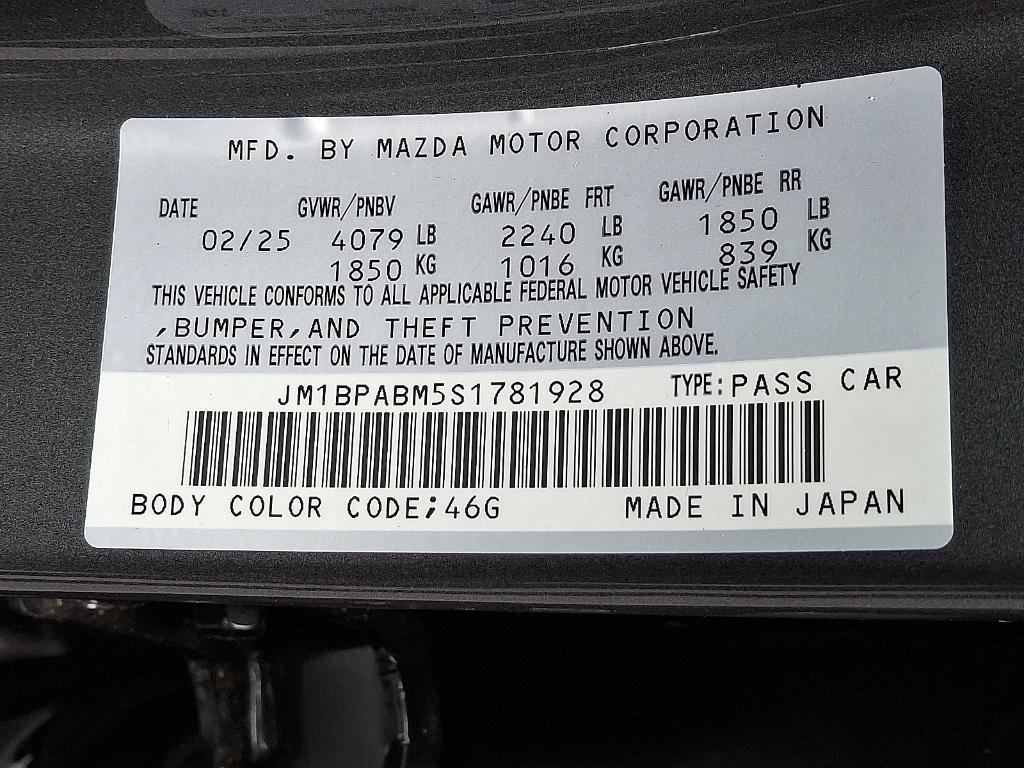 MFD. BY MAZDA MOTOR CORPORATION
DATE GVWR/PNBV GAWR/PNBE FRT GAWR/PNBE RR
02/25 4079 LB 2240 LB 1850 LB
1850 KG 1016 KG 839 KG
THIS VEHICLE CONFORMS TO ALL APPLICABLE FEDERAL MOTOR VEHICLE SAFETY
,BUMPER,AND THEFT PREVENTION
STANDARDS IN EFFECT ON THE DATE OF MANUFACTURE SHOWN ABOVE.
JM1BPABM5S1781928 TYPE:PASS CAR
BODY COLOR CODE;46G MADE IN JAPAN